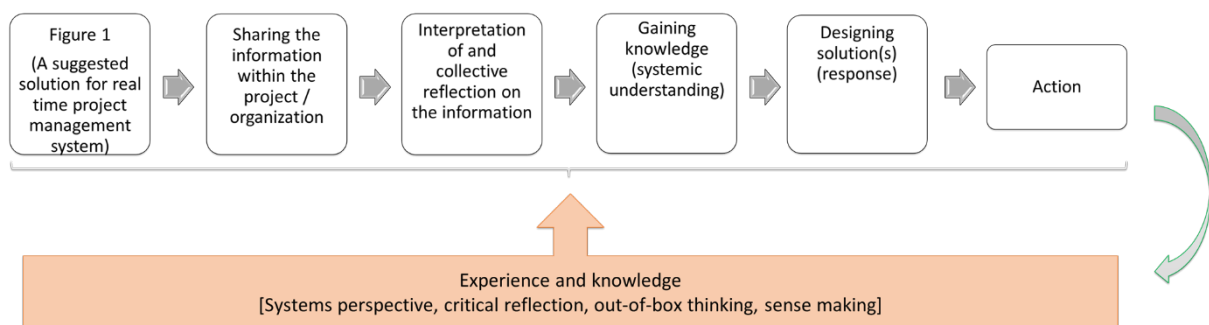 Figure 1
(A suggested
solution for real
time project
management
system)
Sharing the
information
within the
project /
organization
Interpretation
of and
collective
reflection on
the information
Gaining
knowledge
(systemic
understanding)
Designing
solution(s)
(response)
Action
Experience and knowledge
[Systems perspective, critical reflection, out-of-box thinking, sense making]